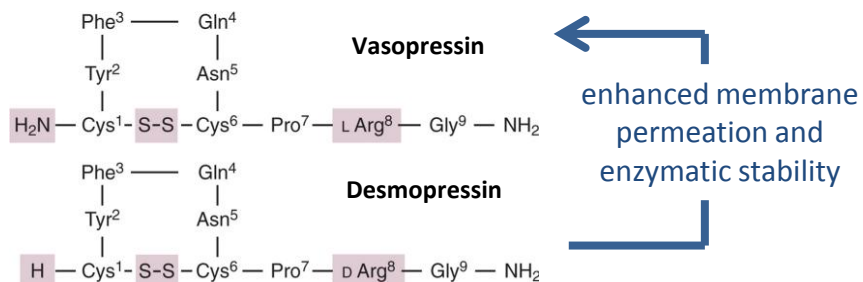 Phe³ Gln⁴
Vasopressin
Tyr² Asn⁵
H₂N Cys¹ S-S Cys⁶ Pro⁷ L Arg⁸ Gly⁹ NH₂
enhanced membrane
permeation and
enzymatic stability
Phe³ Gln⁴
Desmopressin
Tyr² Asn⁵
H Cys¹ S-S Cys⁶ Pro⁷ D Arg⁸ Gly⁹ NH₂